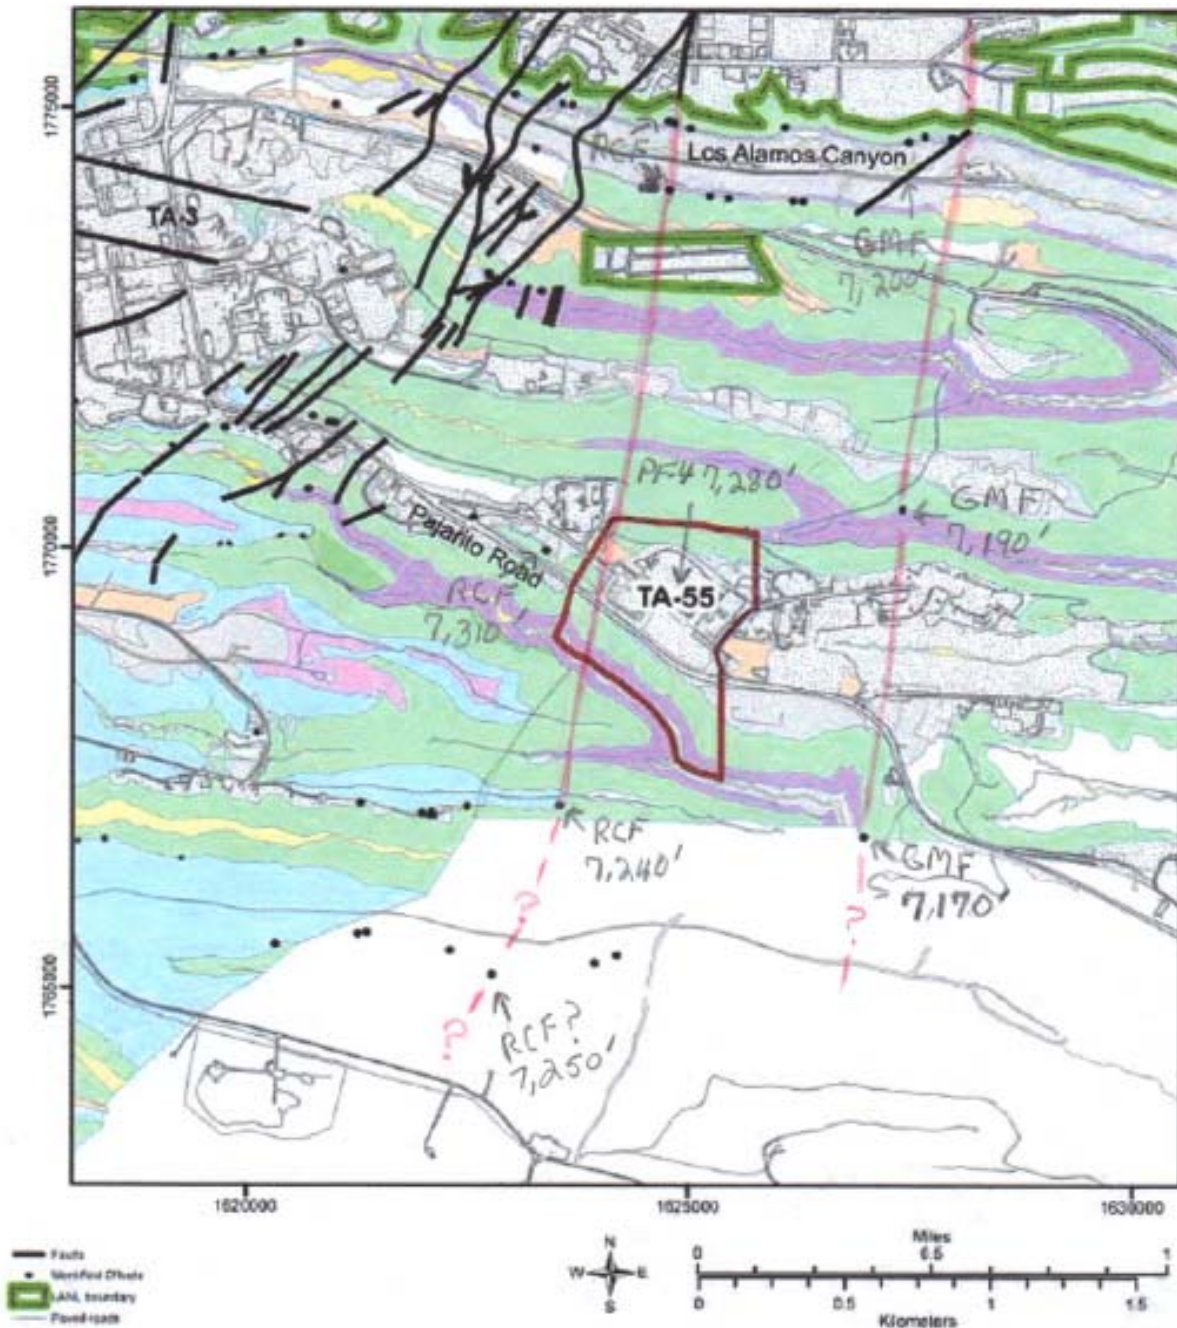 1775000
RCF
Los Alamos Canyon
TA-3
GMF
7,200'
PF-4 7,280'
GMF
7,190'
1770000
Pajarito Road
RCF
7,310'
TA-55
RCF
7,240'
GMF
7,170
?
?
1765000
RCF?
7,250'
?
1620000
1625000
1630000
Faults
LANL boundary
Paved roads
N
W
E
S
Miles
0
0.5
1
0
0.5
1
1.5
Kilometers